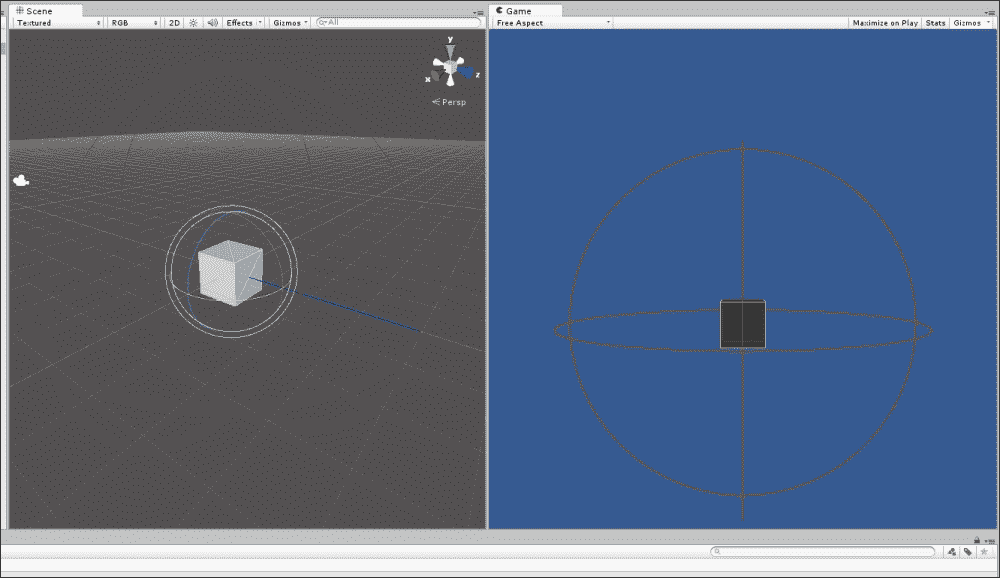 Scene
Textured RGB 2D Effects Gizmos All
y
x z
Persp
Game
Free Aspect Maximize on Play Stats Gizmos